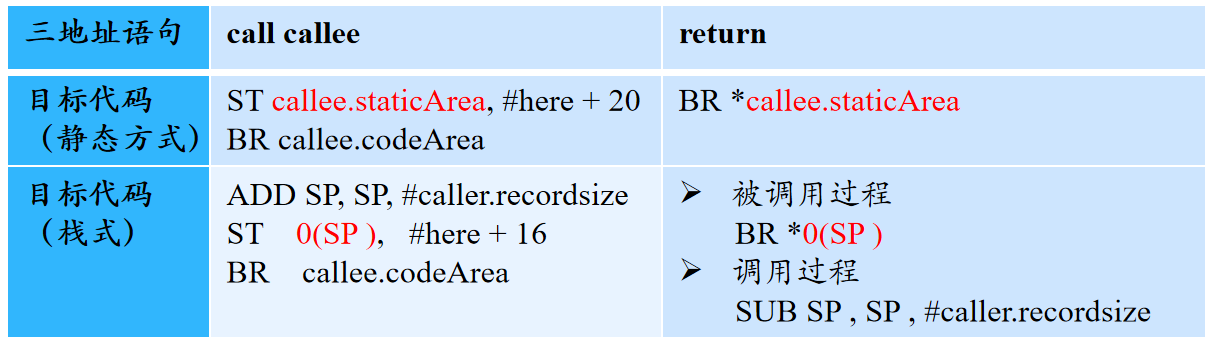 三地址语句
call callee
return
目标代码
（静态方式）
ST callee.staticArea, #here + 20
BR callee.codeArea
BR *callee.staticArea
目标代码
（栈式）
ADD SP, SP, #caller.recordsize
ST 0(SP ), #here + 16
BR callee.codeArea
➢ 被调用过程
BR *0(SP )
➢ 调用过程
SUB SP , SP , #caller.recordsize